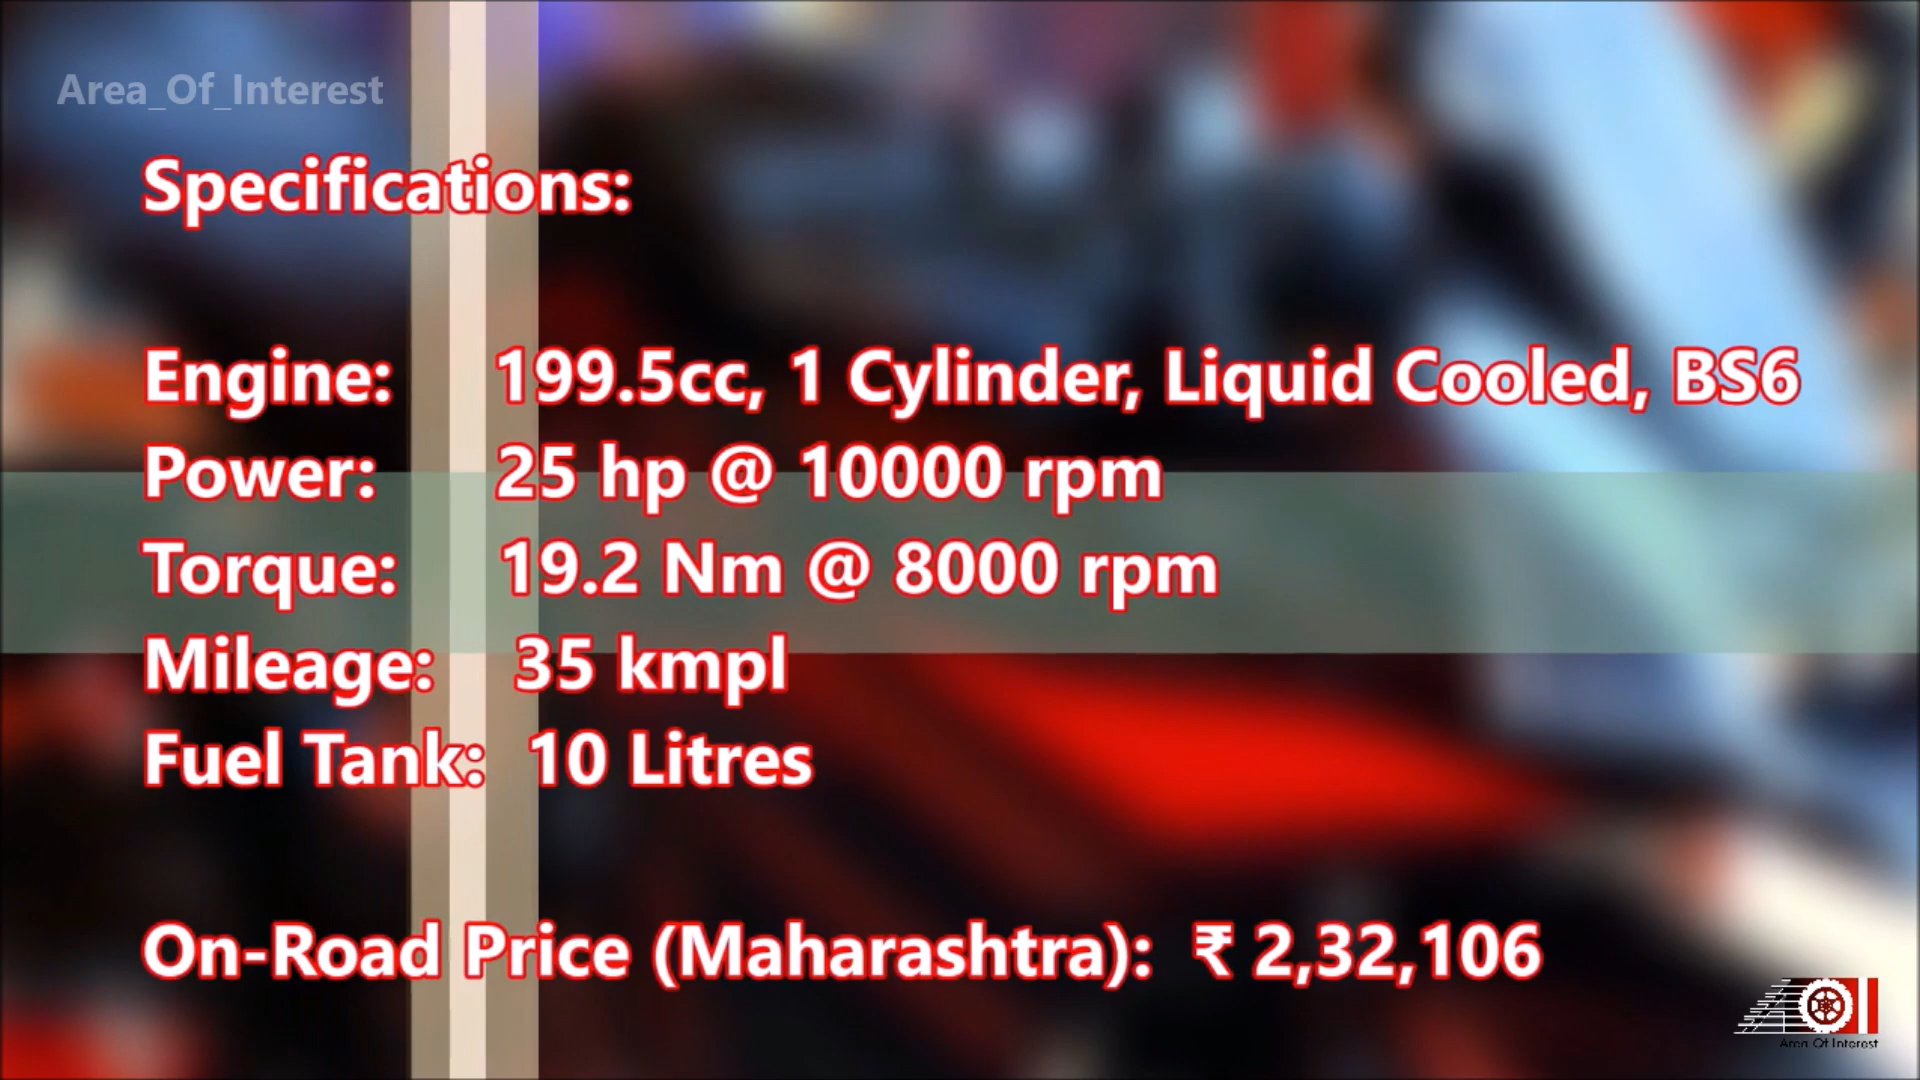 Area_Of_Interest
Specifications:
Engine: 199.5cc, 1 Cylinder, Liquid Cooled, BS6
Power: 25 hp @ 10000 rpm
Torque: 19.2 Nm @ 8000 rpm
Mileage: 35 kmpl
Fuel Tank: 10 Litres
On-Road Price (Maharashtra): ₹ 2,32,106
AOI
Area Of Interest